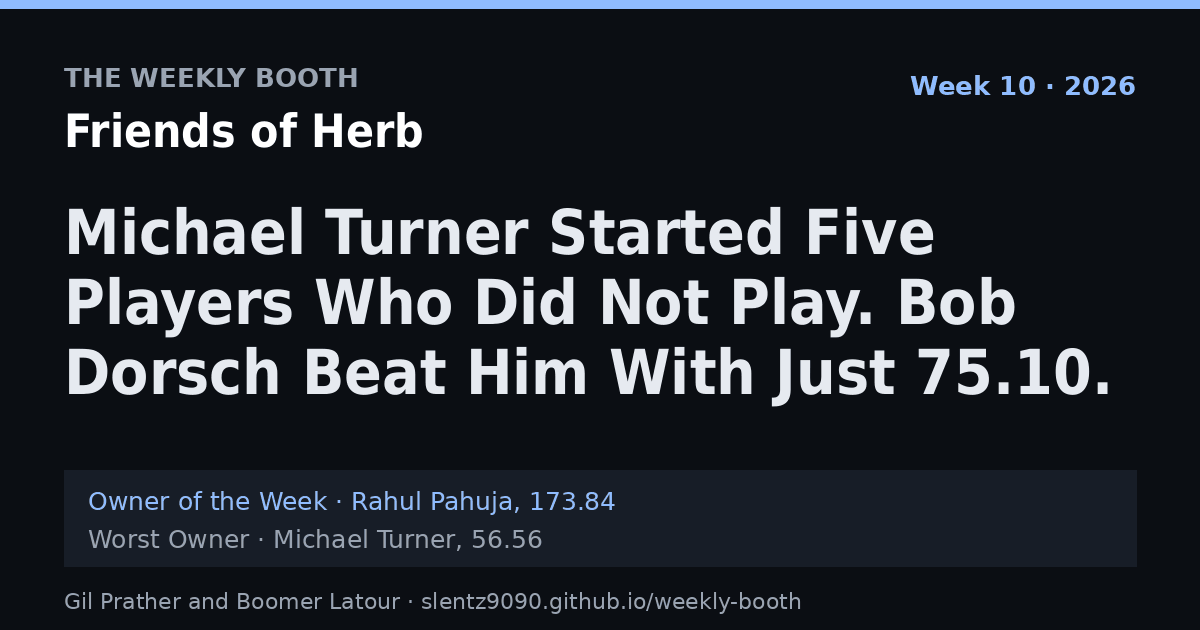 THE WEEKLY BOOTH
Week 10 · 2026
Friends of Herb
Michael Turner Started Five
Players Who Did Not Play. Bob
Dorsch Beat Him With Just 75.10.
Owner of the Week · Rahul Pahuja, 173.84
Worst Owner · Michael Turner, 56.56
Gil Prather and Boomer Latour · slentz9090.github.io/weekly-booth